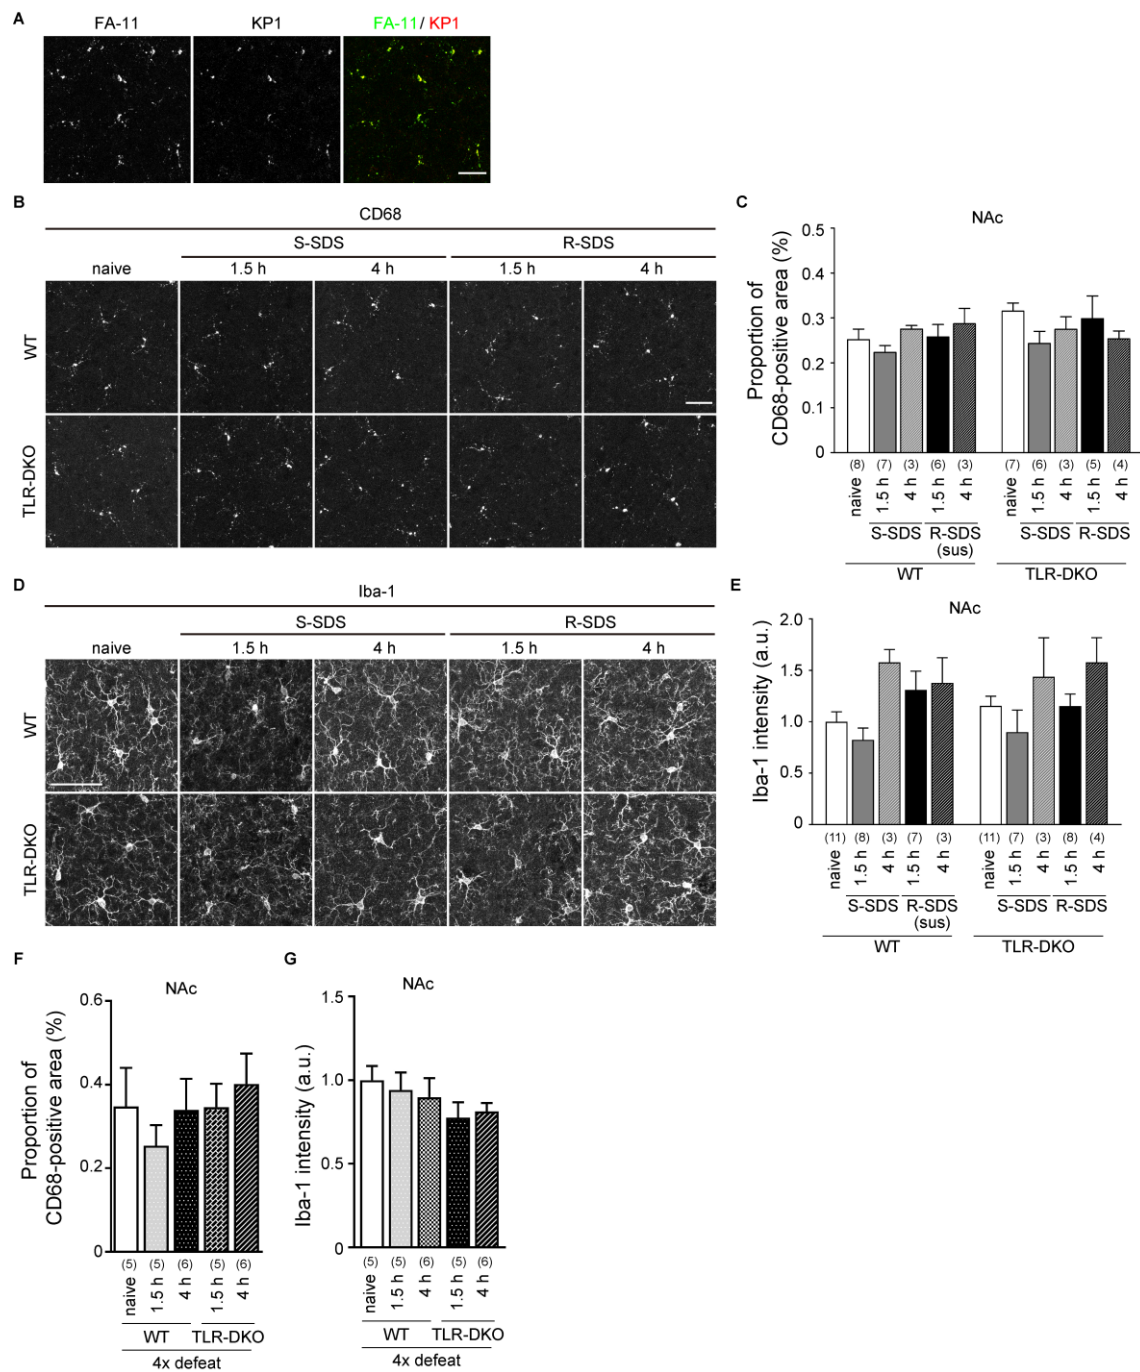 A
FA-11
KP1
FA-11/ KP1
B
CD68
S-SDS
R-SDS
naive
1.5 h
4 h
1.5 h
4 h
WT
TLR-DKO
C
NAc
Proportion of
CD68-positive area (%)
0.5
0.3
0.2
0.1
0
(8) (7) (3) (6) (3) (7) (6) (3) (5) (4)
naive 1.5 h 4 h 1.5 h 4 h naive 1.5 h 4 h 1.5 h 4 h
S-SDS R-SDS S-SDS R-SDS
(sus)
WT TLR-DKO
D
Iba-1
S-SDS
R-SDS
naive
1.5 h
4 h
1.5 h
4 h
WT
TLR-DKO
E
NAc
Iba-1 intensity (a.u.)
2.0
1.5
1.0
0.5
0.0
(11) (8) (3) (7) (3) (11) (7) (3) (8) (4)
naive 1.5 h 4 h 1.5 h 4 h naive 1.5 h 4 h 1.5 h 4 h
S-SDS R-SDS S-SDS R-SDS
(sus)
WT TLR-DKO
F
NAc
Proportion of
CD68-positive area (%)
0.6
0.4
0.2
0
(5) (5) (6) (5) (6)
naive 1.5 h 4 h 1.5 h 4 h
WT TLR-DKO
4x defeat
G
NAc
Iba-1 intensity (a.u.)
1.5
1.0
0.5
0
(5) (5) (6) (5) (6)
naive 1.5 h 4 h 1.5 h 4 h
WT TLR-DKO
4x defeat